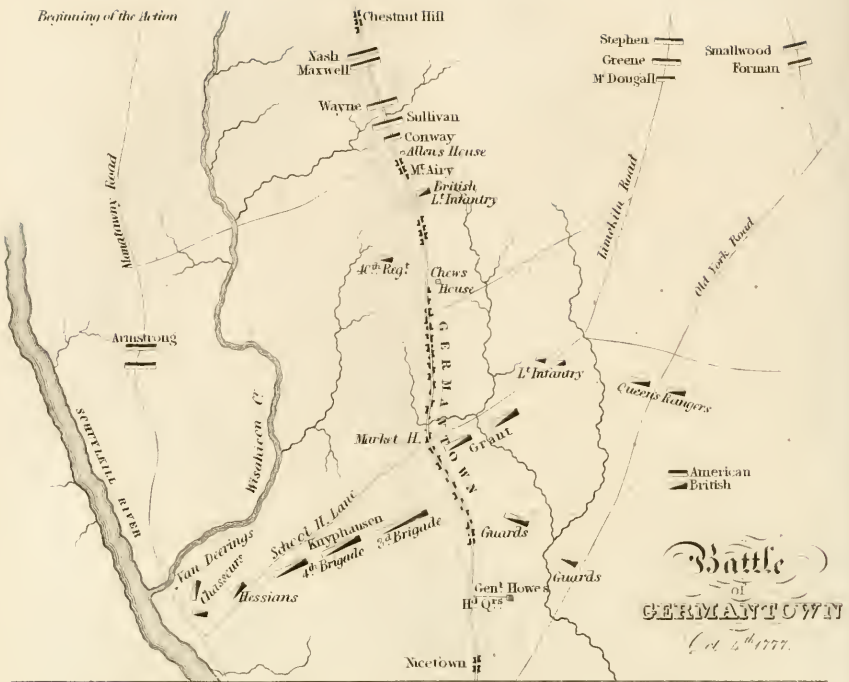 Beginning of the Action
Chestnut Hill
Nash
Maxwell
Stephen
Greene
McDougall
Smallwood
Forman
Wayne
Sullivan
Conway
Allens House
Mt. Airy
British
Lt. Infantry
Manatawny Road
Limekiln Road
Old York Road
40th Regt.
Chews
House
GERMANTOWN
Armstrong
Lt. Infantry
Queen's Rangers
SCHUYLKILL RIVER
Wisahicon Cr.
Market H.
Grant
American
British
School H. Lane
Van Deerings
Chasseurs
Hessians
Knyphausen
4th Brigade
3d Brigade
Guards
Guards
Genl. Howes
Hd. Qrs.
Nicetown
Battle
of
GERMANTOWN
Oct. 4th 1777.